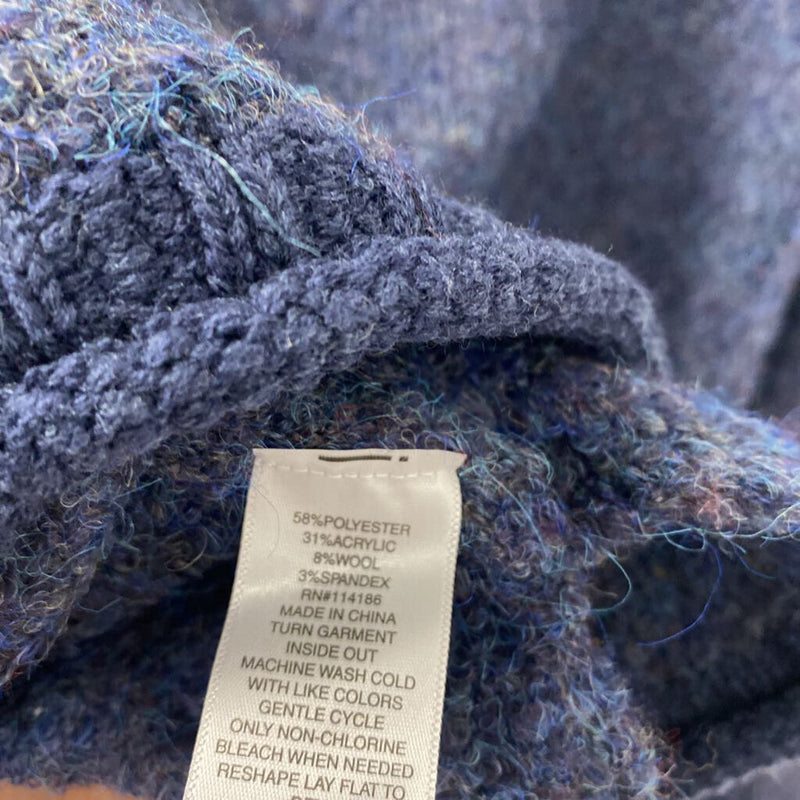 58%POLYESTER
31%ACRYLIC
8%WOOL
3%SPANDEX
RN#114186
MADE IN CHINA
TURN GARMENT
INSIDE OUT
MACHINE WASH COLD
WITH LIKE COLORS
GENTLE CYCLE
ONLY NON-CHLORINE
BLEACH WHEN NEEDED
RESHAPE LAY FLAT TO